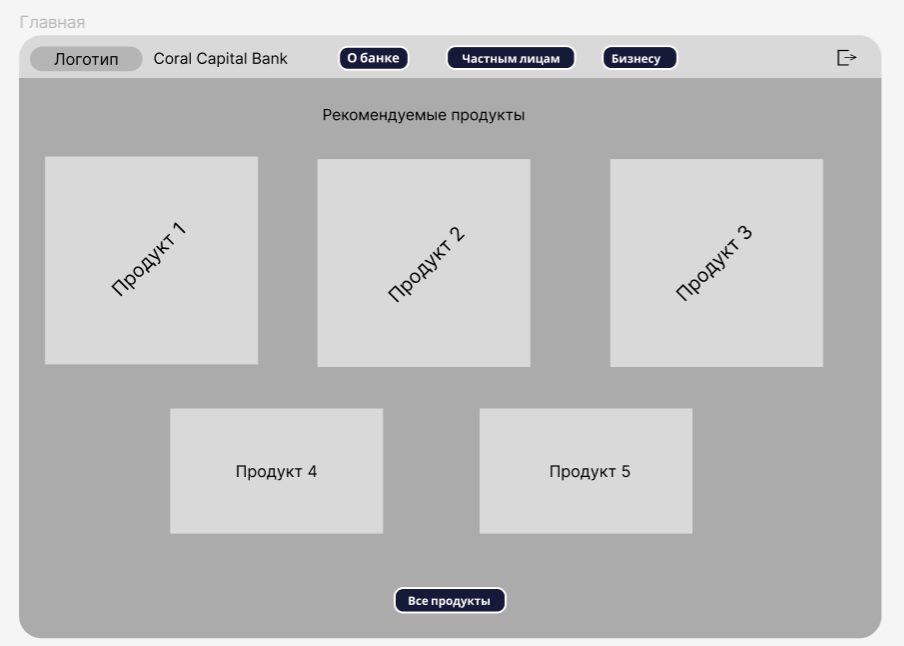 Главная
Логотип
Coral Capital Bank
О банке
Частным лицам
Бизнесу
Рекомендуемые продукты
Продукт 1
Продукт 2
Продукт 3
Продукт 4
Продукт 5
Все продукты